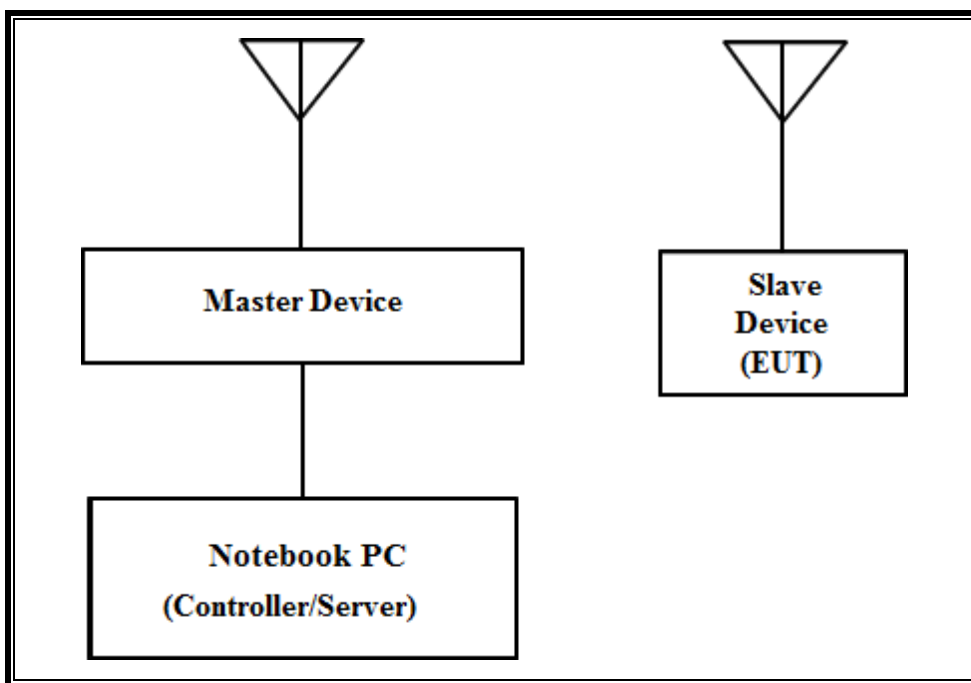 Master Device
Slave
Device
(EUT)
Notebook PC
(Controller/Server)